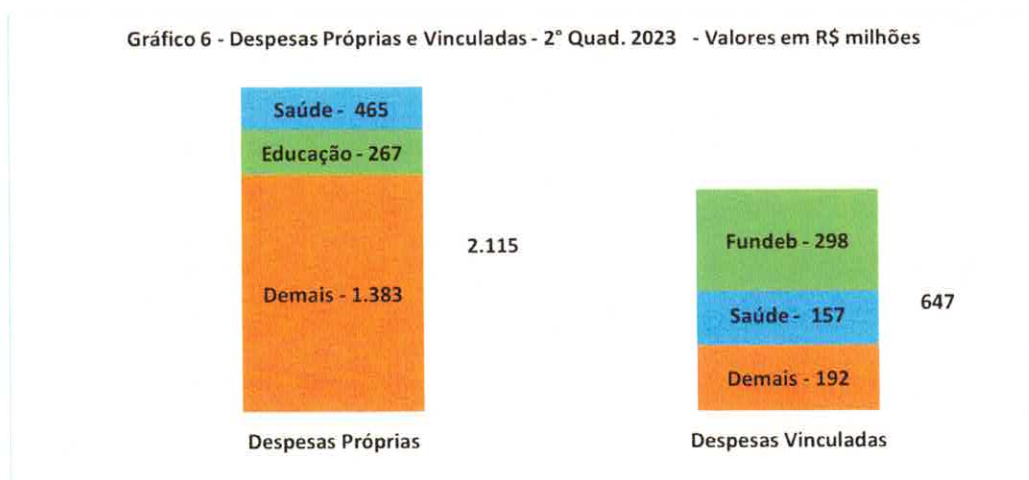 Gráfico 6 - Despesas Próprias e Vinculadas - 2° Quad. 2023 - Valores em R$ milhões
Saúde - 465
Educação - 267
Demais - 1.383
2.115
Despesas Próprias
Fundeb - 298
Saúde - 157
Demais - 192
647
Despesas Vinculadas